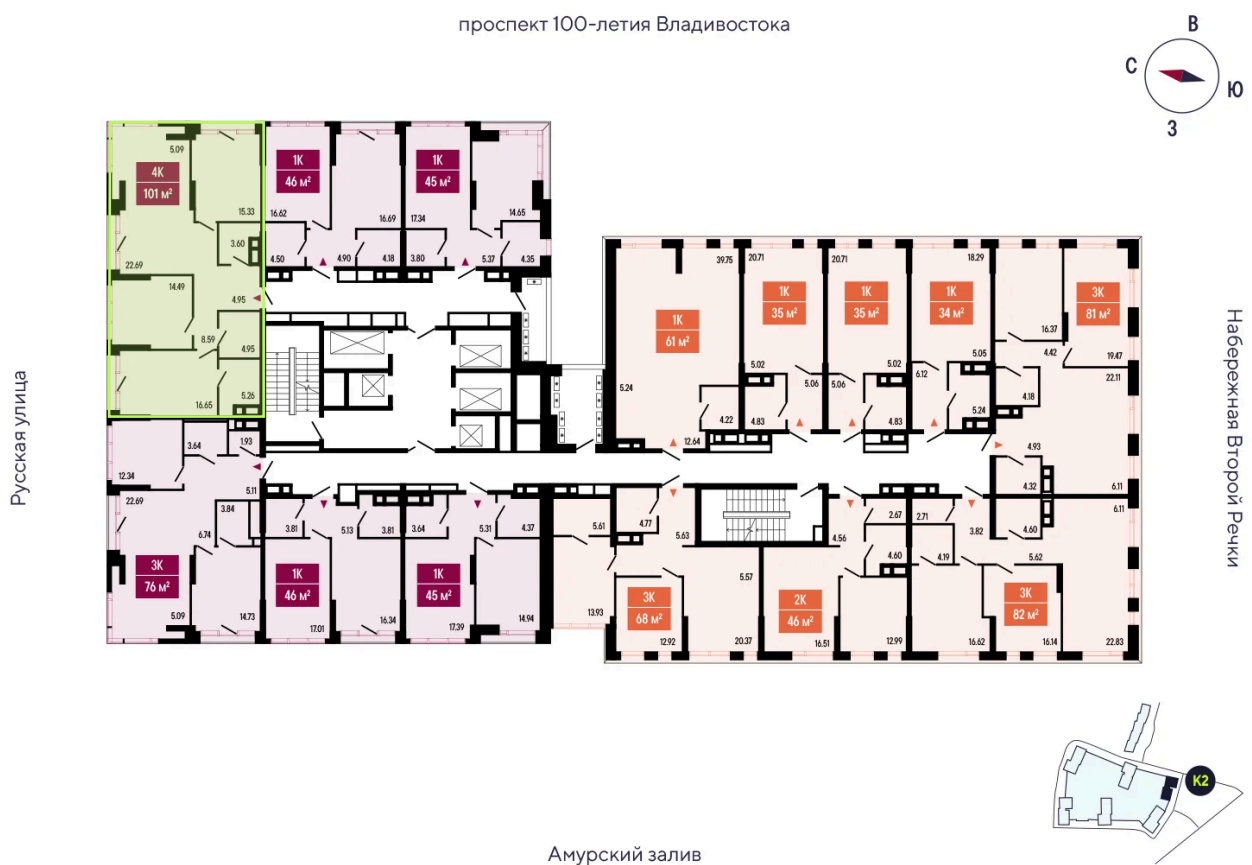 проспект 100-летия Владивостока
В
С
Ю
З
Русская улица
Набережная Второй Речки
4К
101 м²
5.09
15.33
3.60
22.69
14.49
4.95
8.59
4.95
16.65
5.26
1К
46 м²
16.62
16.69
4.50
4.90
4.18
1К
45 м²
17.34
14.65
3.80
5.37
4.35
39.75
1К
61 м²
5.24
4.22
12.64
20.71
1К
35 м²
5.02
4.83
5.06
20.71
1К
35 м²
5.02
5.06
4.83
18.29
1К
34 м²
5.05
6.12
5.24
3К
81 м²
16.37
19.47
4.42
22.11
4.18
4.93
4.32
6.11
3.64
1.93
12.34
22.69
5.11
3.84
6.74
3К
76 м²
5.09
14.73
3.81
5.13
3.81
1К
46 м²
17.01
16.34
3.64
5.31
4.37
1К
45 м²
17.39
14.94
5.61
4.77
5.63
5.57
3К
68 м²
13.93
12.92
20.37
2.67
4.56
4.60
2К
46 м²
16.51
12.99
2.71
3.82
4.60
6.11
4.19
5.62
3К
82 м²
16.62
16.14
22.83
К2
Амурский залив